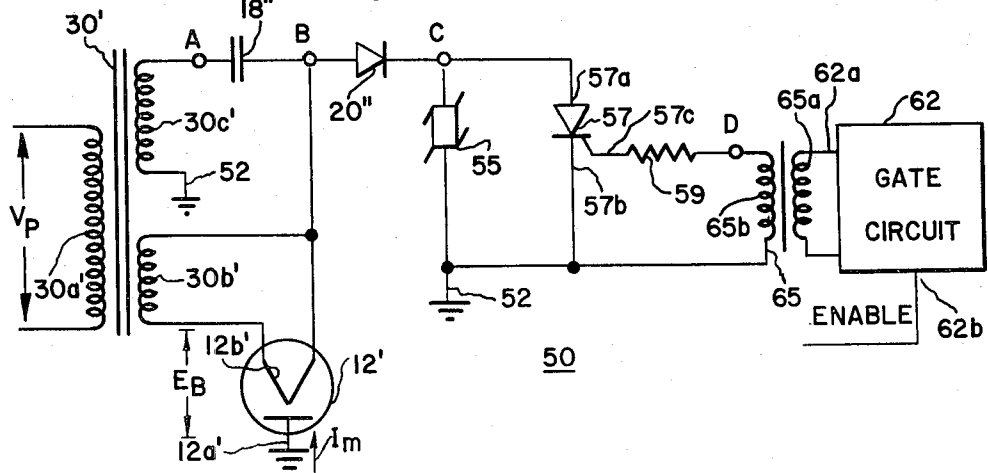 30'
A
18"
B
C
20"
57a
57
57c
D
62a
65a
62
30c'
52
55
57b
59
65b
GATE
CIRCUIT
VP
30a'
30b'
52
65
ENABLE
62b
12b'
12'
EB
50
12a'
Im